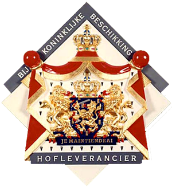 BIJ KONINKLIJKE BESCHIKKING
JE MAINTIENDRAI
HOFLEVERANCIER